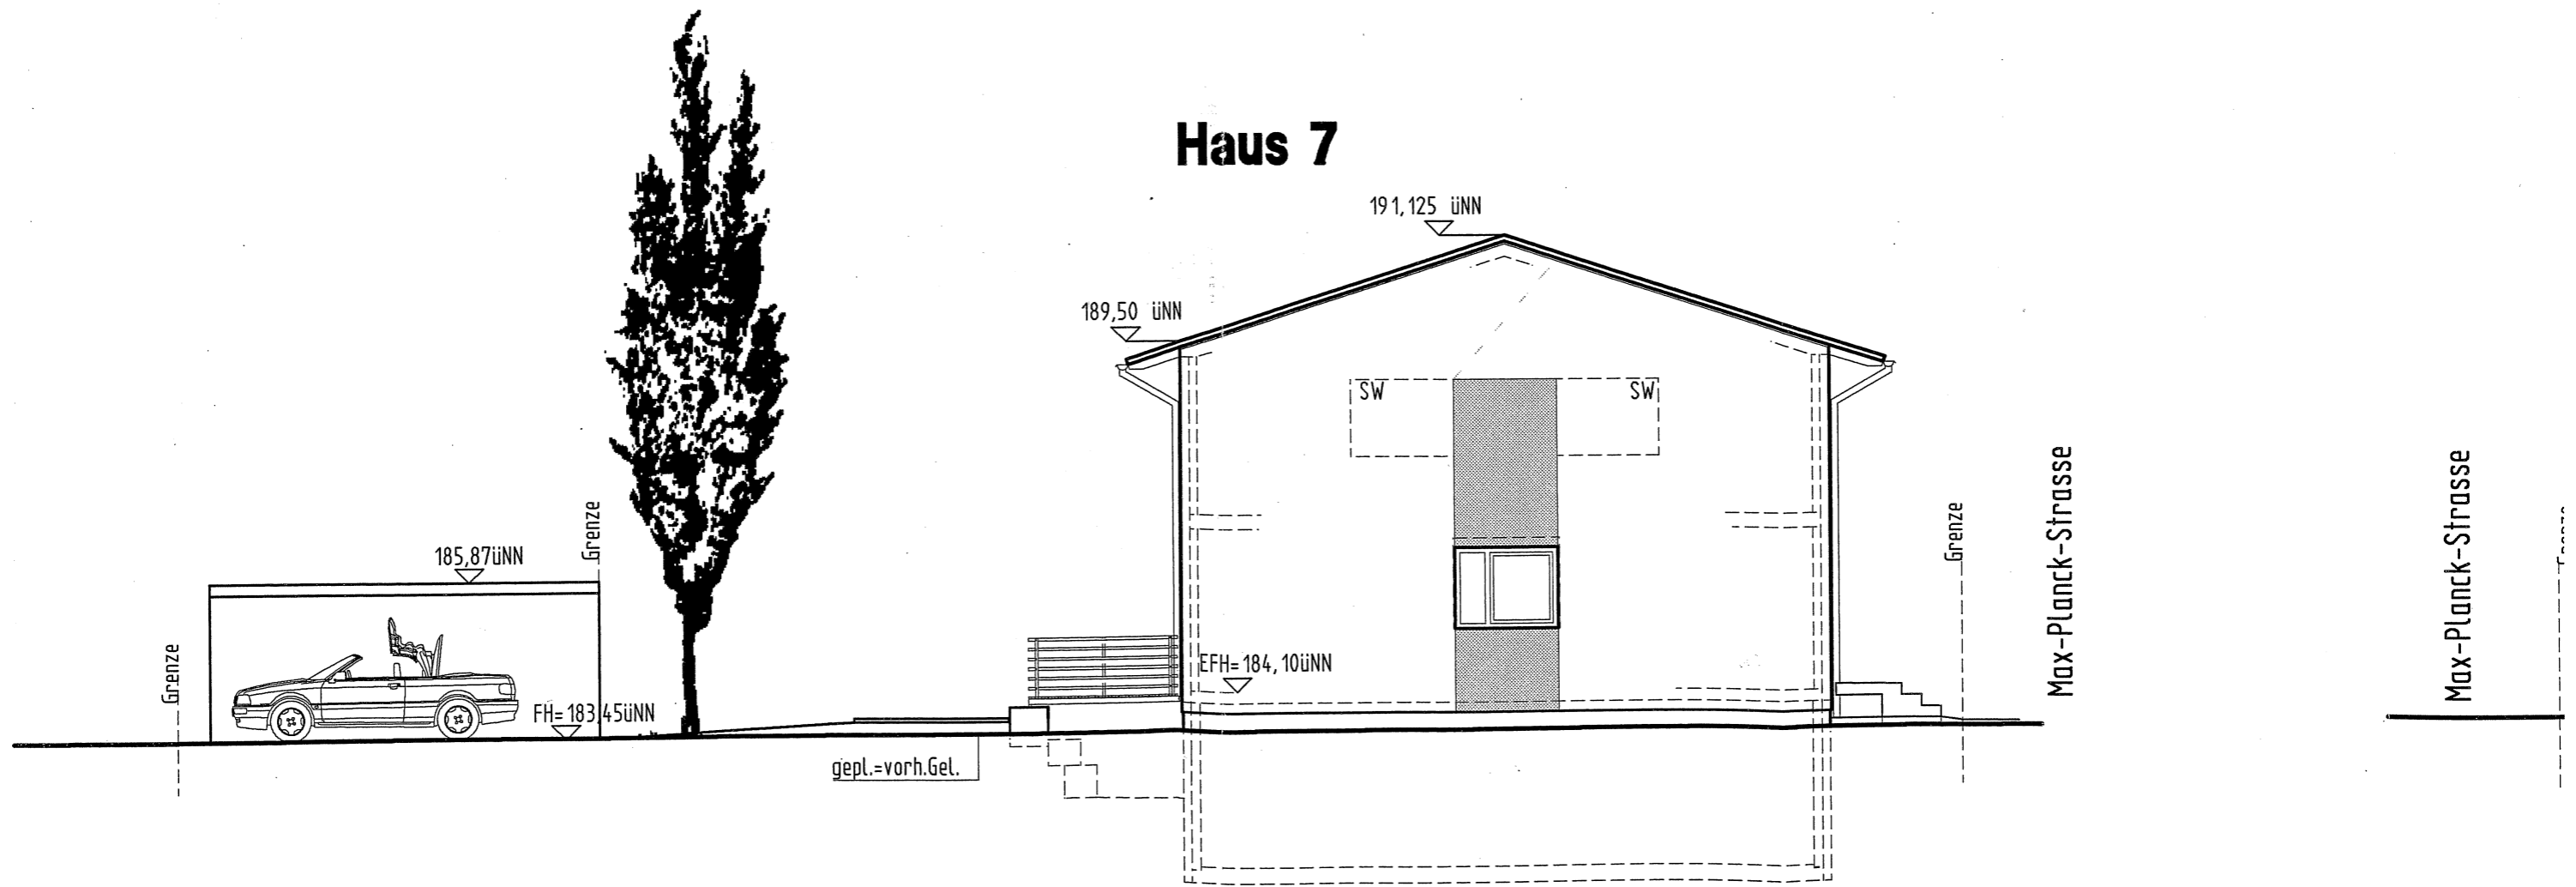 Haus 7
191,125 üNN
189,50 üNN
SW
SW
185,87üNN
Grenze
Grenze
FH=183,45üNN
gepl.=vorh.Gel.
EFH=184,10üNN
Grenze
Max-Planck-Strasse
Max-Planck-Strasse